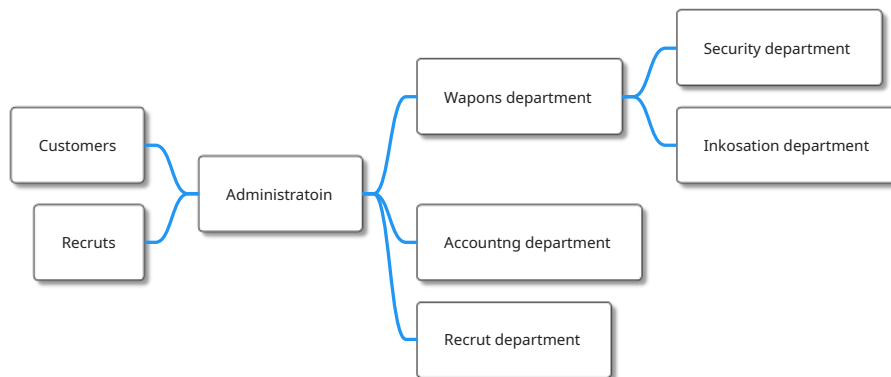 Security department
Wapons department
Customers
Inkosation department
Administratoin
Recruts
Accountng department
Recrut department